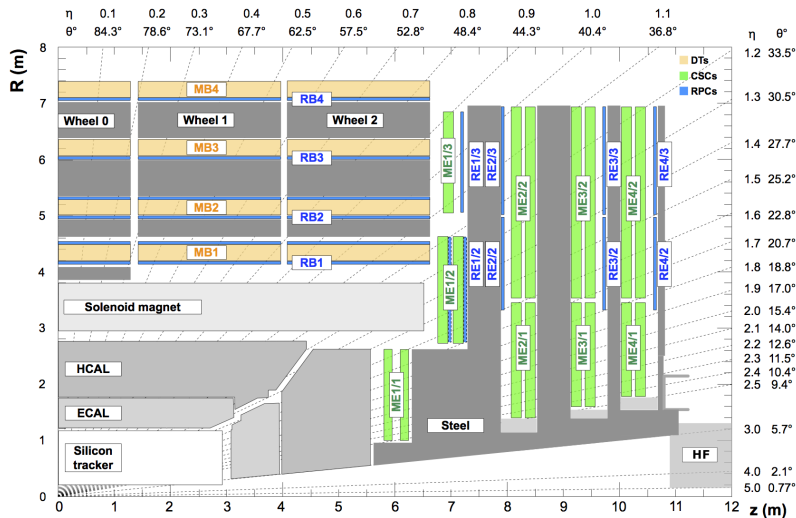 η 0.1 0.2 0.3 0.4 0.5 0.6 0.7 0.8 0.9 1.0 1.1
θ° 84.3° 78.6° 73.1° 67.7° 62.5° 57.5° 52.8° 48.4° 44.3° 40.4° 36.8° η θ°
R (m)
8
7
6
5
4
3
2
1
0
1.2 33.5°
1.3 30.5°
1.4 27.7°
1.5 25.2°
1.6 22.8°
1.7 20.7°
1.8 18.8°
1.9 17.0°
2.0 15.4°
2.1 14.0°
2.2 12.6°
2.3 11.5°
2.4 10.4°
2.5 9.4°
3.0 5.7°
4.0 2.1°
5.0 0.77°
DTs
CSCs
RPCs
MB4
RB4
Wheel 0 Wheel 1 Wheel 2
MB3
RB3
MB2
RB2
MB1
RB1
ME1/3
RE1/3
RE2/3
ME2/2
ME3/2
RE3/3
ME4/2
RE4/3
ME1/2
RE1/2
RE2/2
RE3/2
RE4/2
ME1/1
ME2/1
ME3/1
ME4/1
Solenoid magnet
HCAL
ECAL
Silicon
tracker
Steel
HF
0 1 2 3 4 5 6 7 8 9 10 11 12
z (m)